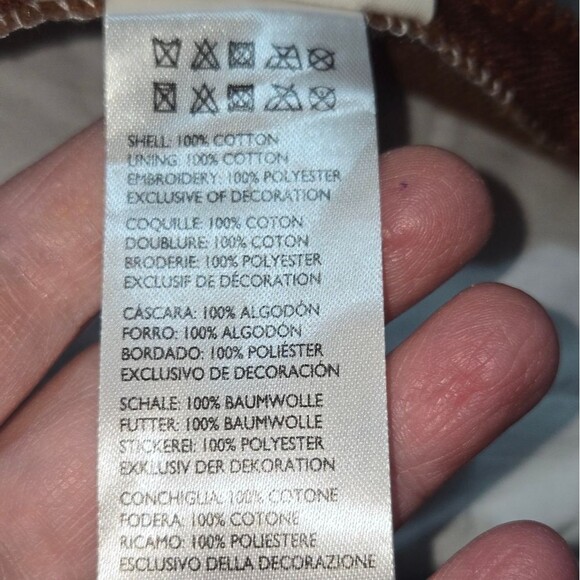 SHELL: 100% COTTON
LINING: 100% COTTON
EMBROIDERY: 100% POLYESTER
EXCLUSIVE OF DECORATION
COQUILLE: 100% COTON
DOUBLURE: 100% COTON
BRODERIE: 100% POLYESTER
EXCLUSIF DE DÉCORATION
CÁSCARA: 100% ALGODÓN
FORRO: 100% ALGODÓN
BORDADO: 100% POLIÉSTER
EXCLUSIVO DE DECORACIÓN
SCHALE: 100% BAUMWOLLE
FUTTER: 100% BAUMWOLLE
STICKEREI: 100% POLYESTER
EXKLUSIV DER DEKORATION
CONCHIGLIA: 100% COTONE
FODERA: 100% COTONE
RICAMO: 100% POLIESTERE
ESCLUSIVO DELLA DECORAZIONE